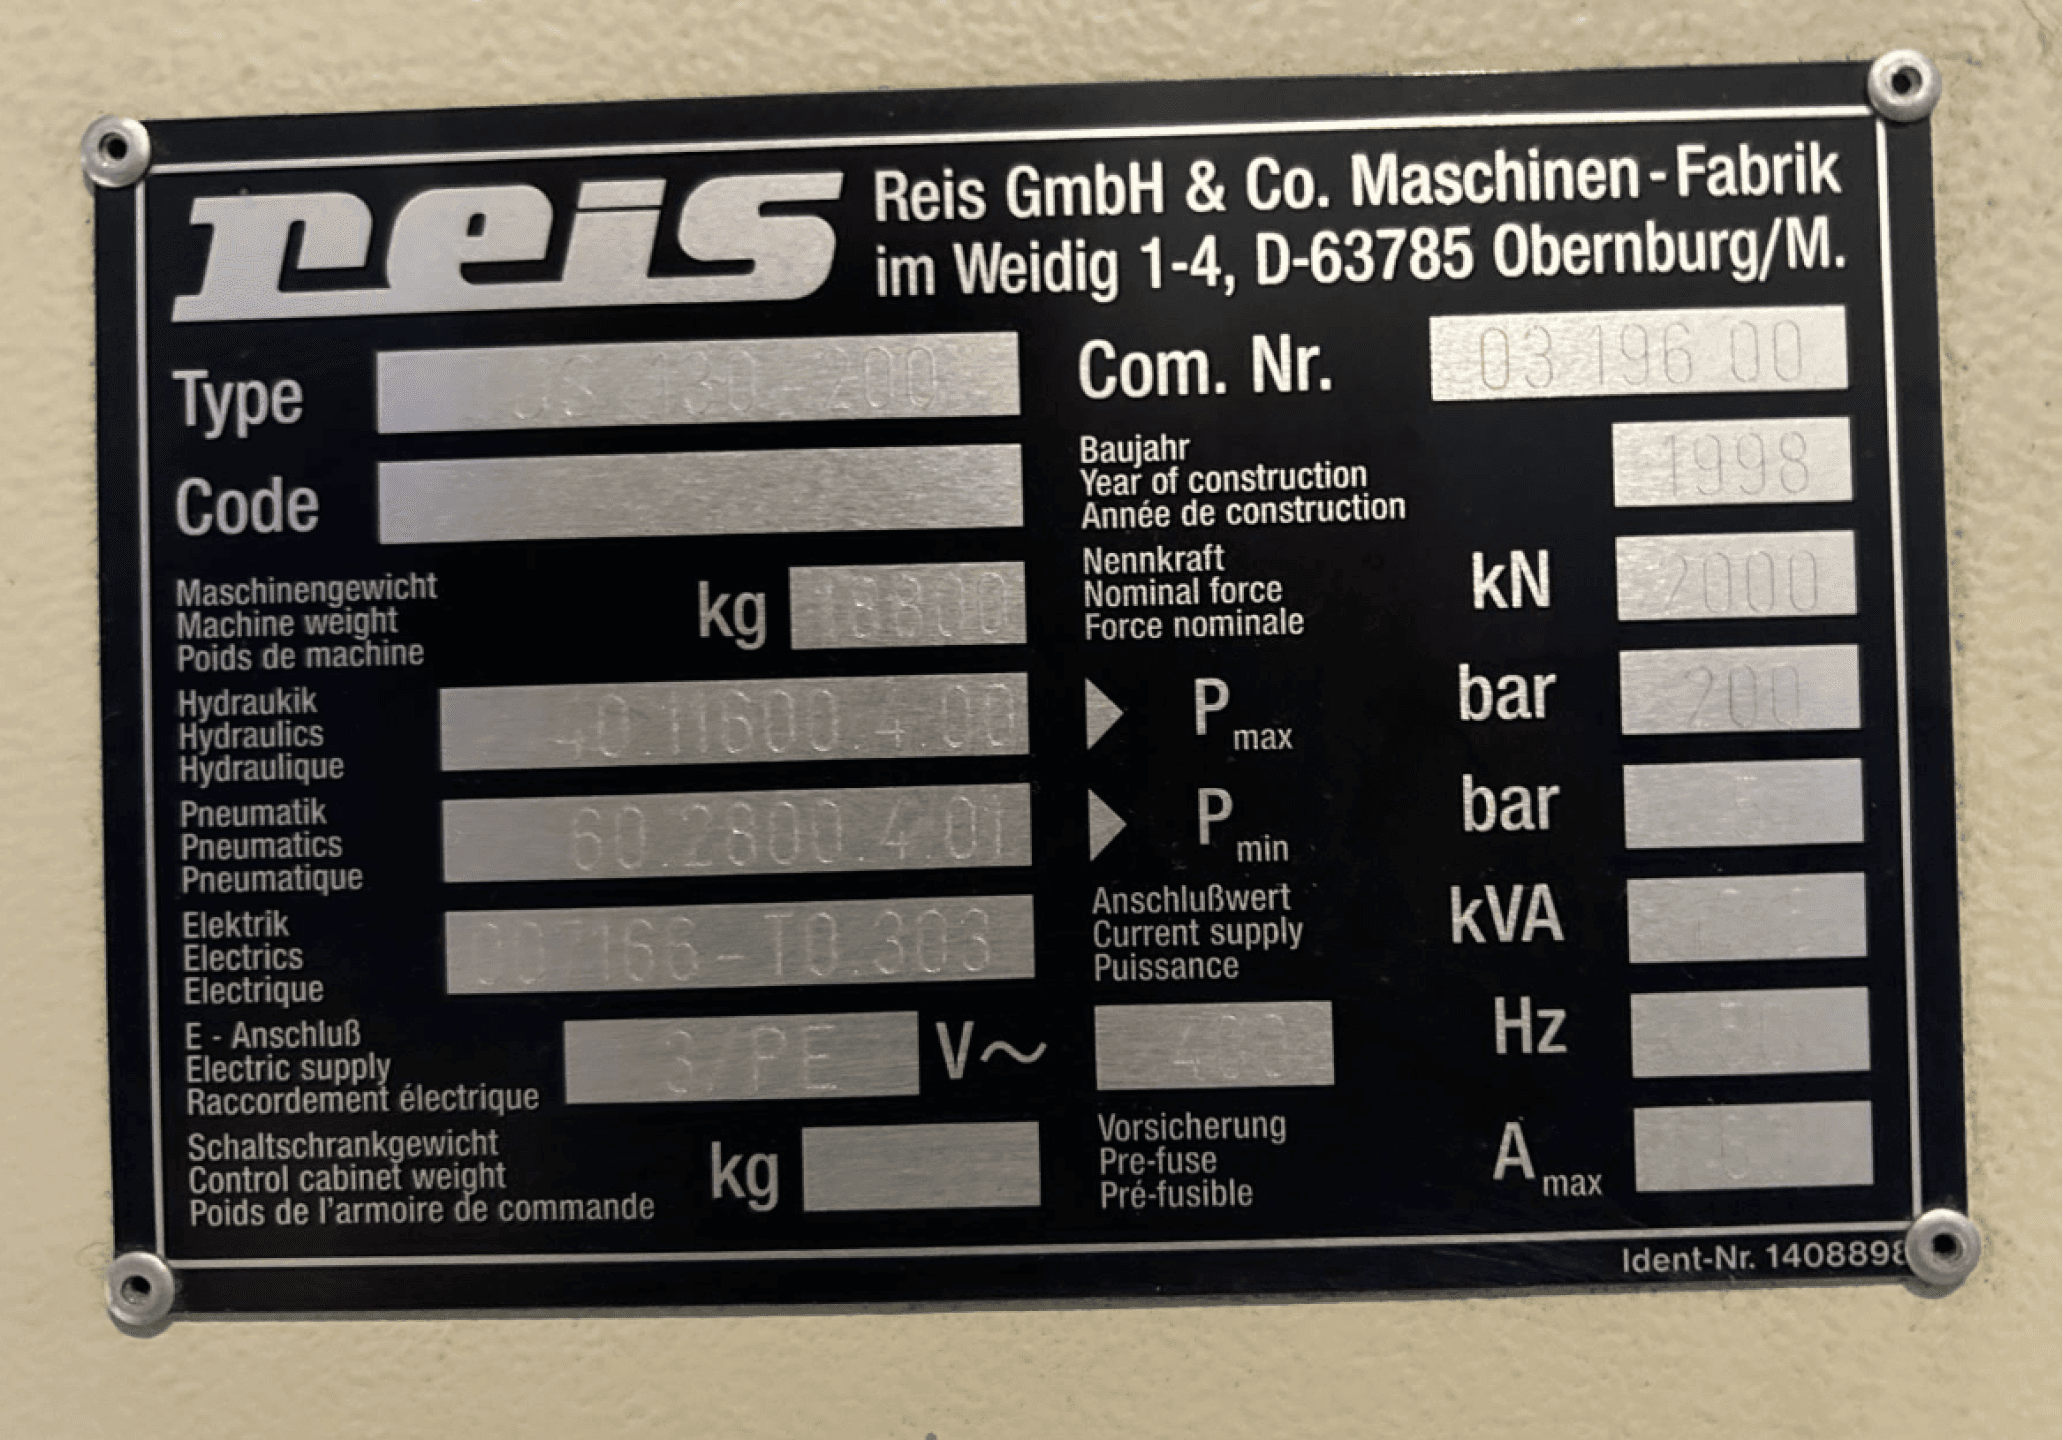 reis
Reis GmbH & Co. Maschinen-Fabrik
im Weidig 1-4, D-63785 Obernburg/M.
Type
130-200
Com. Nr. 03 196 00
Code
Baujahr
Year of construction
Année de construction
1998
Maschinengewicht
Machine weight
Poids de machine
kg
Nennkraft
Nominal force
Force nominale
kN 2000
Hydraukik
Hydraulics
Hydraulique
40.11600.4.00
P max bar 200
Pneumatik
Pneumatics
Pneumatique
60.2800.4.01
P min bar
Elektrik
Electrics
Electrique
Anschlußwert
Current supply
Puissance
kVA
E - Anschluß
Electric supply
Raccordement électrique
3/PE V~ 400
Hz
Schaltschrankgewicht
Control cabinet weight
Poids de l'armoire de commande
kg
Vorsicherung
Pre-fuse
Pré-fusible
A max
Ident-Nr. 1408898